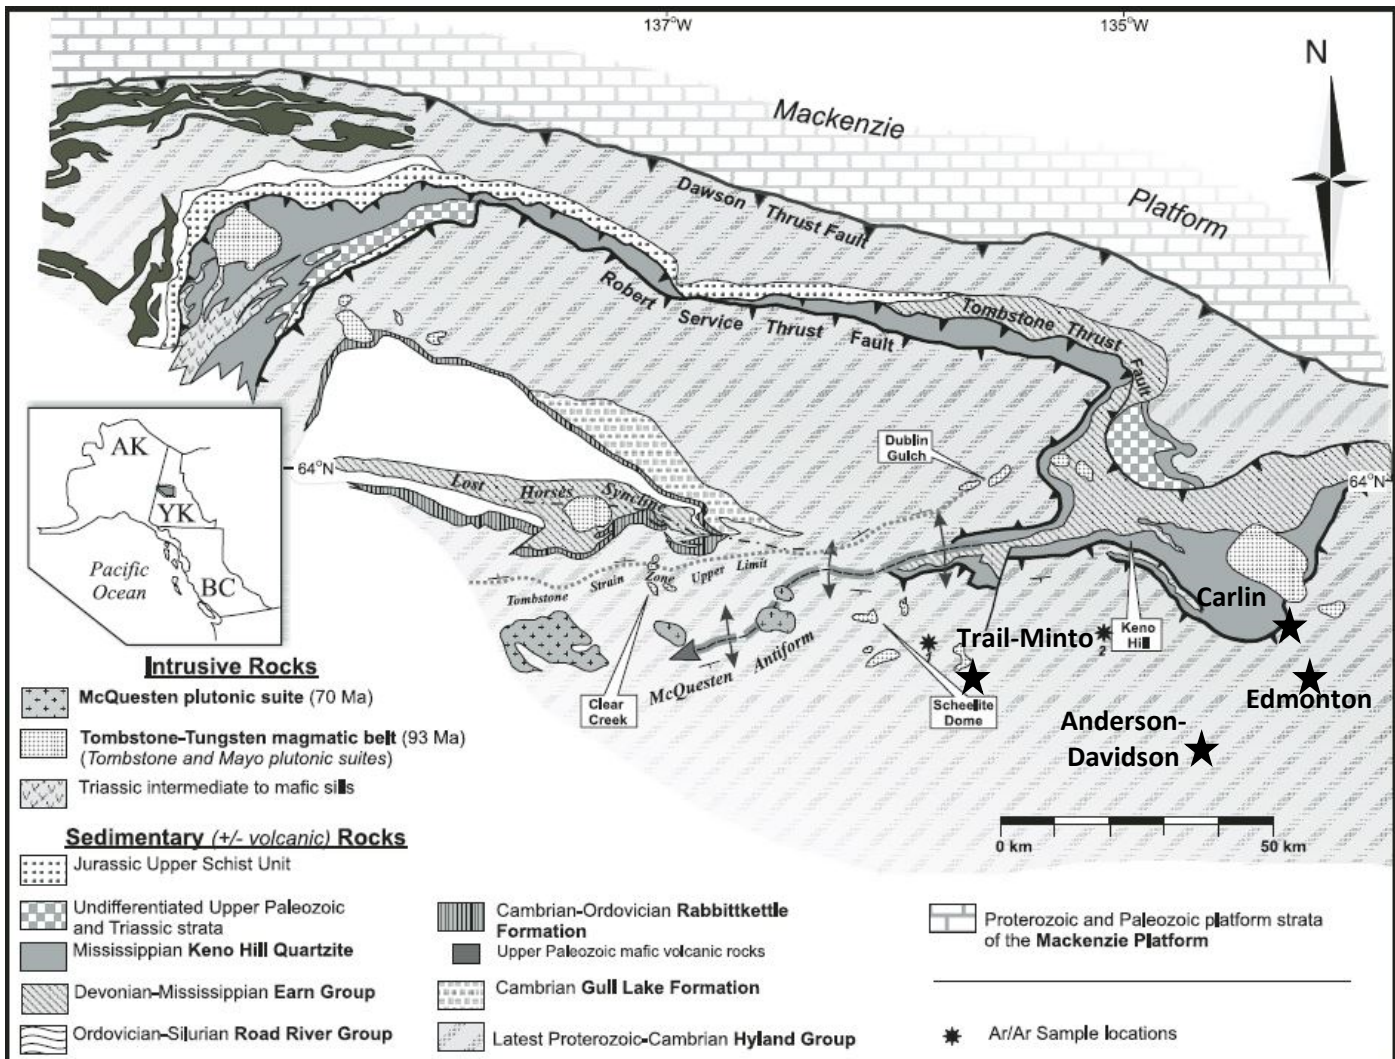 137°W
135°W
N
Mackenzie
Platform
Dawson Thrust Fault
Robert Service Thrust Fault
Tombstone Thrust
Fault
AK
YK
BC
Pacific
Ocean
64°N
64°N
Dublin
Gulch
Lost Horses Syncline
Tombstone Strain Zone Upper Limit
McQuesten Antiform
Clear
Creek
Scheelite
Dome
Keno
Hill
1
2
Trail-Minto
Carlin
Edmonton
Anderson-
Davidson
0 km
50 km
Intrusive Rocks
McQuesten plutonic suite (70 Ma)
Tombstone-Tungsten magmatic belt (93 Ma)
(Tombstone and Mayo plutonic suites)
Triassic intermediate to mafic sills
Sedimentary (+/- volcanic) Rocks
Jurassic Upper Schist Unit
Undifferentiated Upper Paleozoic
and Triassic strata
Mississippian Keno Hill Quartzite
Devonian-Mississippian Earn Group
Ordovician-Silurian Road River Group
Cambrian-Ordovician Rabbittkettle
Formation
Upper Paleozoic mafic volcanic rocks
Cambrian Gull Lake Formation
Latest Proterozoic-Cambrian Hyland Group
Proterozoic and Paleozoic platform strata
of the Mackenzie Platform
Ar/Ar Sample locations